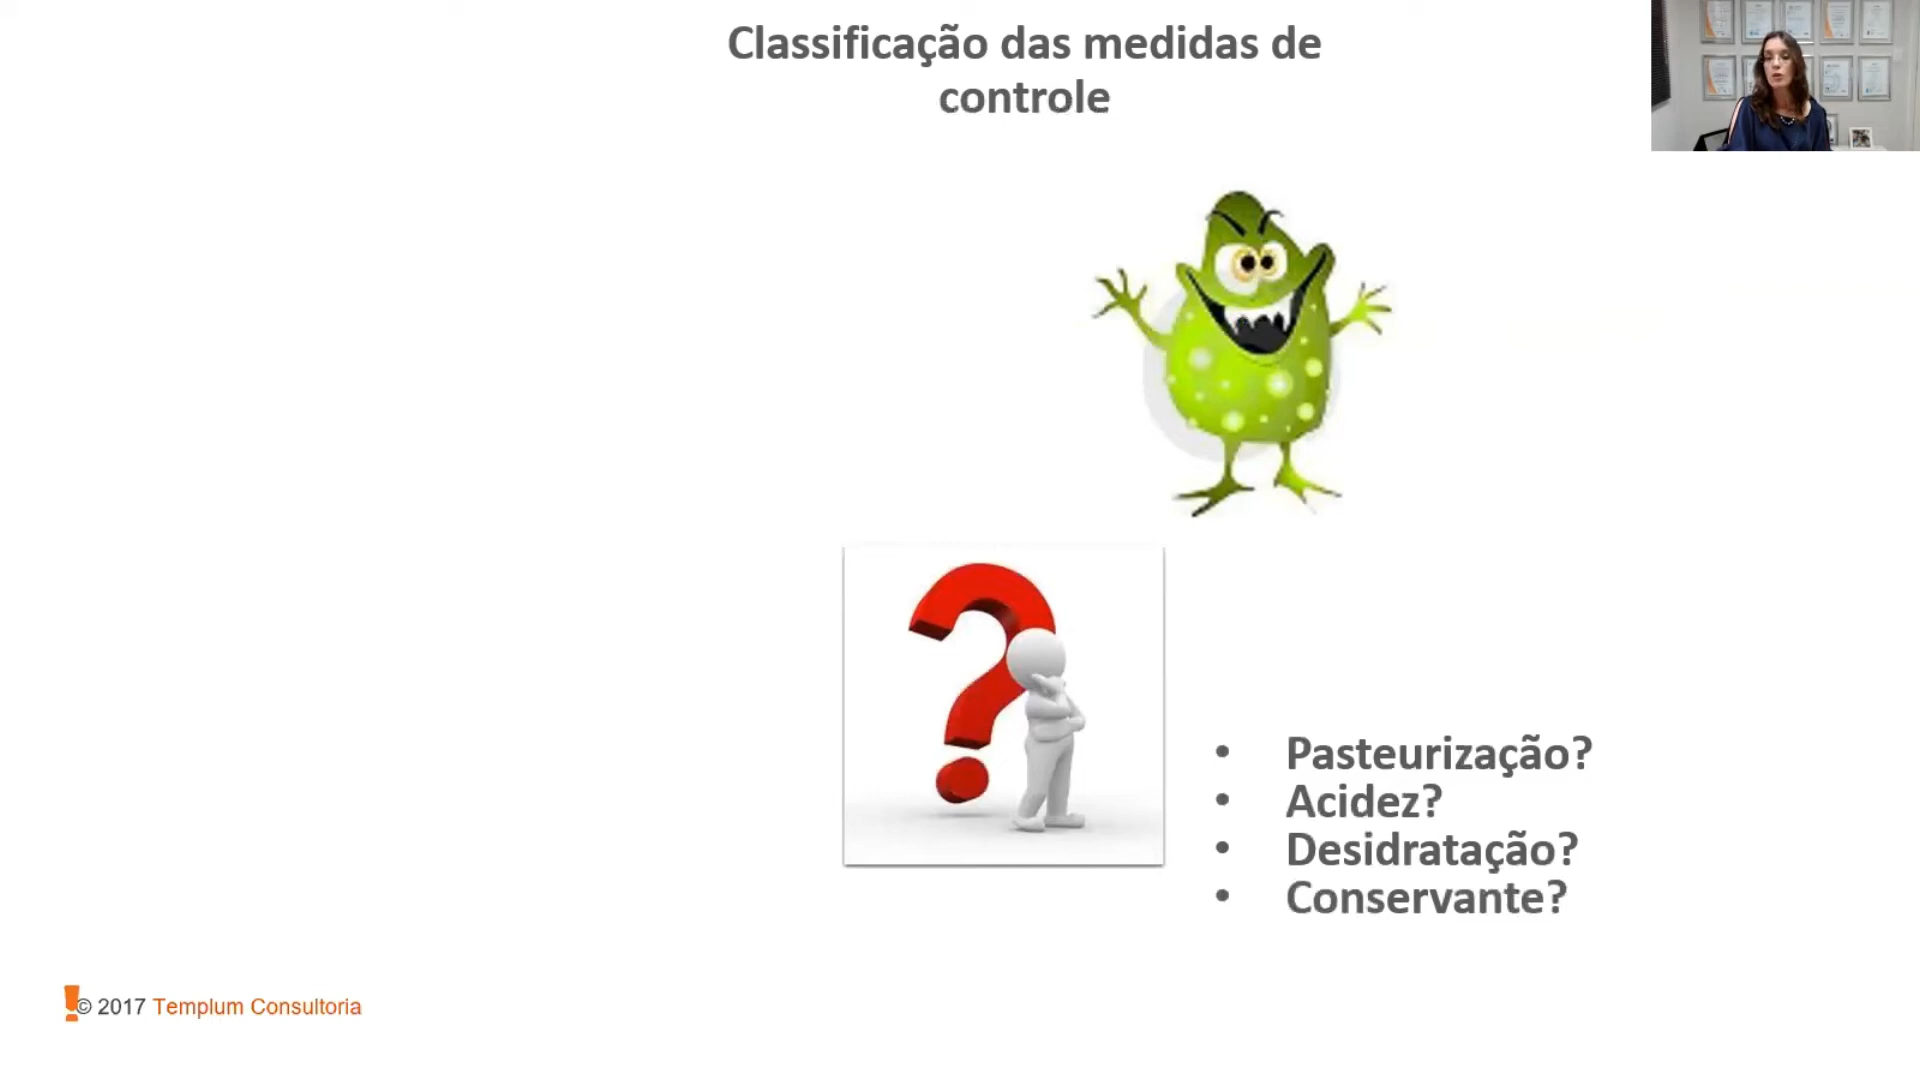 Classificação das medidas de
controle
• Pasteurização?
• Acidez?
• Desidratação?
• Conservante?
© 2017 Templum Consultoria